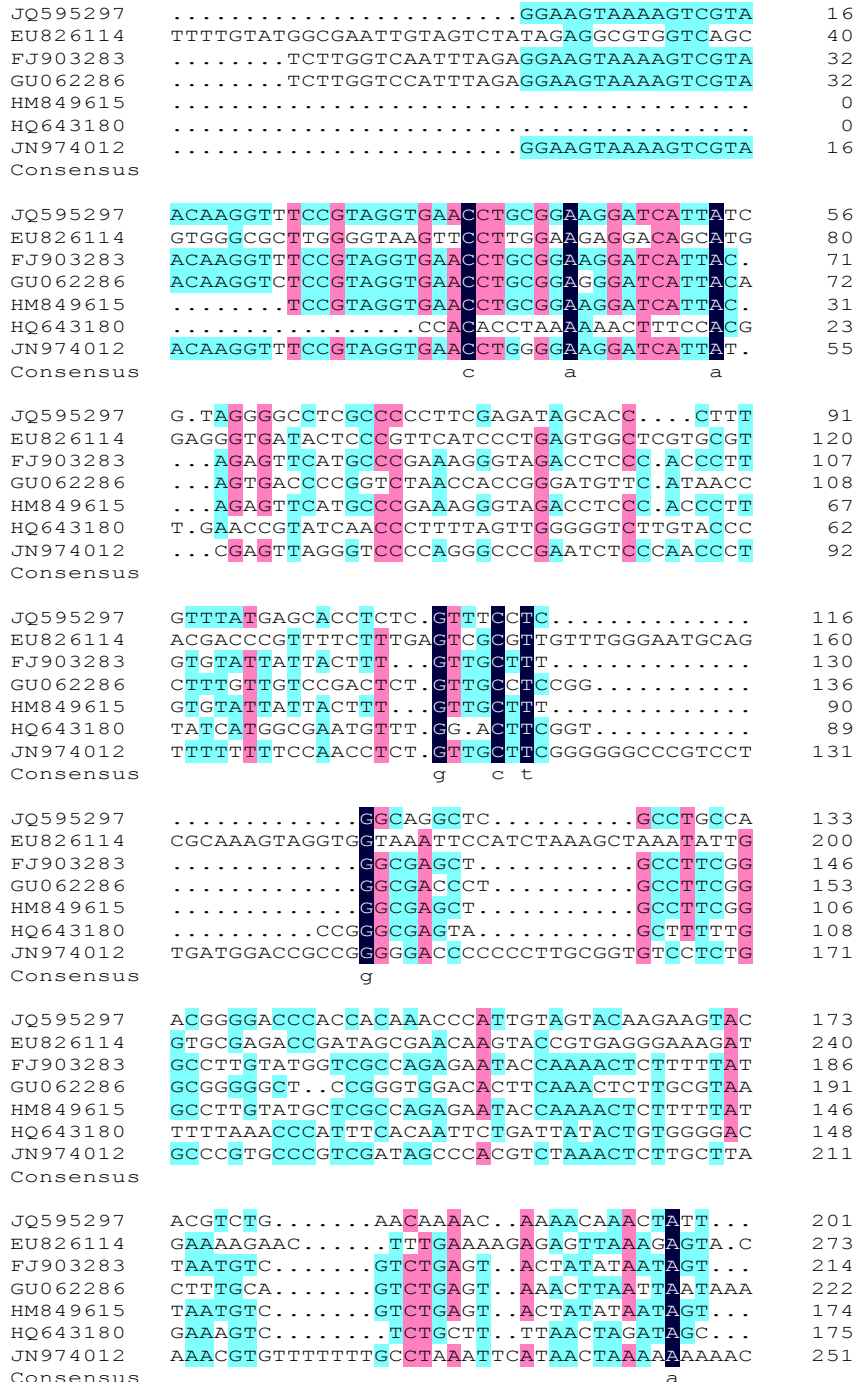 JQ595297 ........................GGAAGTAAAAGTCGTA 16
EU826114 TTTTGTATGGCGAATTGTAGTCTATAGAGGCGTGGTCAGC 40
FJ903283 ........TCTTGGTCAATTTAGAGGAAGTAAAAGTCGTA 32
GU062286 ........TCTTGGTCCATTTAGAGGAAGTAAAAGTCGTA 32
HM849615 ........................................ 0
HQ643180 ........................................ 0
JN974012 ........................GGAAGTAAAAGTCGTA 16
Consensus
JQ595297 ACAAGGTTTCCGTAGGTGAACCTGCGGAAGGATCATTATC 56
EU826114 GTGGGCGCTTGGGGTAAGTTCCTTGGAAGAGGACAGCATG 80
FJ903283 ACAAGGTTTCCGTAGGTGAACCTGCGGAAGGATCATTAC. 71
GU062286 ACAAGGTCTCCGTAGGTGAACCTGCGGAGGGATCATTACA 72
HM849615 ........TCCGTAGGTGAACCTGCGGAAGGATCATTAC. 31
HQ643180 .................CCACACCTAAAAAACTTTCCACG 23
JN974012 ACAAGGTTTCCGTAGGTGAACCTGGGGAAGGATCATTAT. 55
Consensus c a a
JQ595297 G.TAGGGGCCTCGCCCCCTTCGAGATAGCACC....CTTT 91
EU826114 GAGGGTGATACTCCCGTTCATCCCTGAGTGGCTCGTGCGT 120
FJ903283 ...AGAGTTCATGCCCGAAAGGGTAGACCTCCC.ACCCTT 107
GU062286 ...AGTGACCCCGGTCTAACCACCGGGATGTTC.ATAACC 108
HM849615 ...AGAGTTCATGCCCGAAAGGGTAGACCTCCC.ACCCTT 67
HQ643180 T.GAACCGTATCAACCCTTTTAGTTGGGGGTCTTGTACCC 62
JN974012 ...CGAGTTAGGGTCCCCAGGGCCCGAATCTCCCAACCCT 92
Consensus
JQ595297 GTTTATGAGCACCTCTC.GTTTCCTC.............. 116
EU826114 ACGACCCGTTTTCTTTGAGTCGCGTTGTTTGGGAATGCAG 160
FJ903283 GTGTATTATTACTTT...GTTGCTTT.............. 130
GU062286 CTTTGTTGTCCGACTCT.GTTGCCTCCGG........... 136
HM849615 GTGTATTATTACTTT...GTTGCTTT.............. 90
HQ643180 TATCATGGCGAATGTTT.GG.ACTTCGGT........... 89
JN974012 TTTTTTTTCCAACCTCT.GTTGCTTCGGGGGGCCCGTCCT 131
Consensus g c t
JQ595297 .............GGCAGGCTC..........GCCTGCCA 133
EU826114 CGCAAAGTAGGTGGTAAATTCCATCTAAAGCTAAATATTG 200
FJ903283 .............GGCGAGCT...........GCCTTCGG 146
GU062286 .............GGCGACCCT..........GCCTTCGG 153
HM849615 .............GGCGAGCT...........GCCTTCGG 106
HQ643180 ..........CCGGGCGAGTA...........GCTTTTTG 108
JN974012 TGATGGACCGCCGGGGGACCCCCCCTTGCGGTGTCCTCTG 171
Consensus g
JQ595297 ACGGGGACCCACCACAAACCCATTGTAGTACAAGAAGTAC 173
EU826114 GTGCGAGACCGATAGCGAACAAGTACCGTGAGGGAAAGAT 240
FJ903283 GCCTTGTATGGTCGCCAGAGAATACCAAAACTCTTTTTAT 186
GU062286 GCGGGGGCT..CCGGGTGGACACTTCAAACTCTTGCGTAA 191
HM849615 GCCTTGTATGCTCGCCAGAGAATACCAAAACTCTTTTTAT 146
HQ643180 TTTTAAACCCATTTCACAATTCTGATTATACTGTGGGGAC 148
JN974012 GCCCGTGCCCGTCGATAGCCCACGTCTAAACTCTTGCTTA 211
Consensus
JQ595297 ACGTCTG.......AACAAAAC..AAAACAAACTATT... 201
EU826114 GAAAAGAAC......TTTGAAAAGAGAGTTAAAGAGTA.C 273
FJ903283 TAATGTC.......GTCTGAGT..ACTATATAATAGT... 214
GU062286 CTTTGCA.......GTCTGAGT..AAACTTAATTAATAAA 222
HM849615 TAATGTC.......GTCTGAGT..ACTATATAATAGT... 174
HQ643180 GAAAGTC........TCTGCTT..TTAACTAGATAGC... 175
JN974012 AAACGTGTTTTTTTGCCTAAATTCATAACTAAAAAAAAAC 251
Consensus a